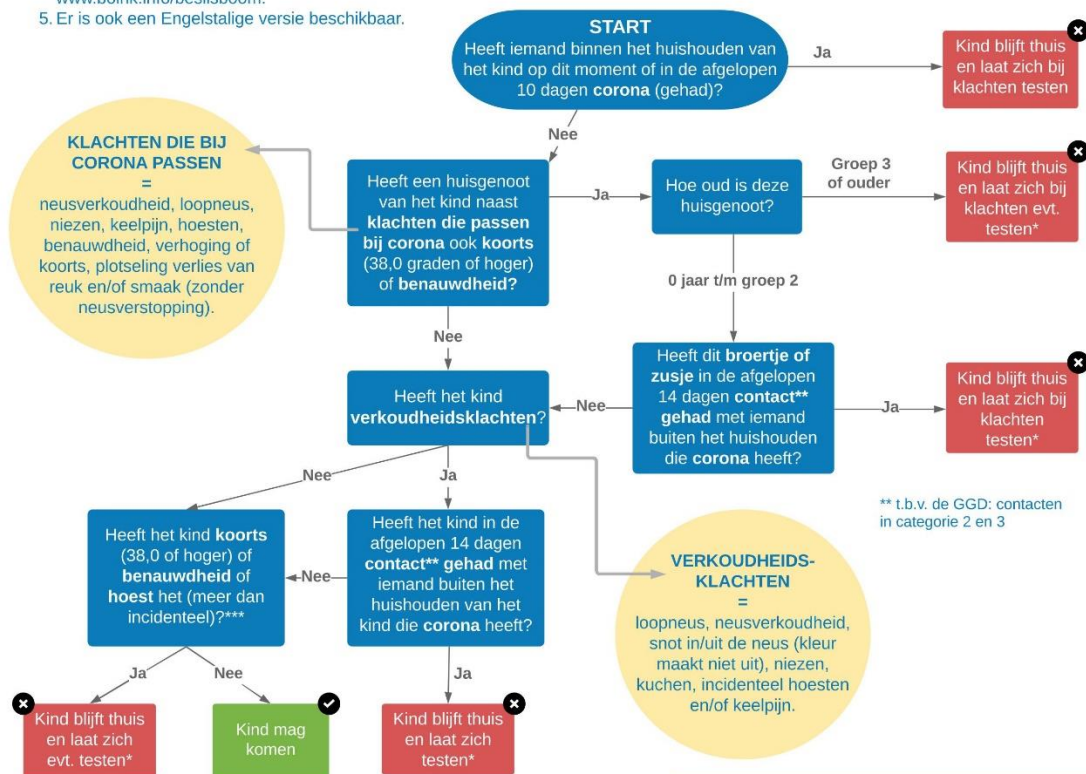 www.boink.info/beslisboom.
5. Er is ook een Engelstalige versie beschikbaar.
START
Heeft iemand binnen het huishouden van
het kind op dit moment of in de afgelopen
10 dagen corona (gehad)?
Ja
Kind blijft thuis
en laat zich bij
klachten testen
Nee
KLACHTEN DIE BIJ
CORONA PASSEN
=
neusverkoudheid, loopneus,
niezen, keelpijn, hoesten,
benauwdheid, verhoging of
koorts, plotseling verlies van
reuk en/of smaak (zonder
neusverstopping).
Heeft een huisgenoot
van het kind naast
klachten die passen
bij corona ook koorts
(38,0 graden of hoger)
of benauwdheid?
Ja
Hoe oud is deze
huisgenoot?
Groep 3
of ouder
Kind blijft thuis
en laat zich bij
klachten evt.
testen*
0 jaar t/m groep 2
Nee
Heeft dit broertje of
zusje in de afgelopen
14 dagen contact**
gehad met iemand
buiten het huishouden
die corona heeft?
Ja
Kind blijft thuis
en laat zich bij
klachten
testen*
Nee
Heeft het kind
verkoudheidsklachten?
Nee
Ja
** t.b.v. de GGD: contacten
in categorie 2 en 3
Heeft het kind koorts
(38,0 of hoger) of
benauwdheid of
hoest het (meer dan
incidenteel)?***
Nee
Heeft het kind in de
afgelopen 14 dagen
contact** gehad met
iemand buiten het
huishouden van het
kind die corona heeft?
VERKOUDHEIDS-
KLACHTEN
=
loopneus, neusverkoudheid,
snot in/uit de neus (kleur
maakt niet uit), niezen,
kuchen, incidenteel hoesten
en/of keelpijn.
Ja
Nee
Ja
Kind blijft thuis
en laat zich
evt. testen*
Kind mag
komen
Kind blijft thuis
en laat zich
testen*